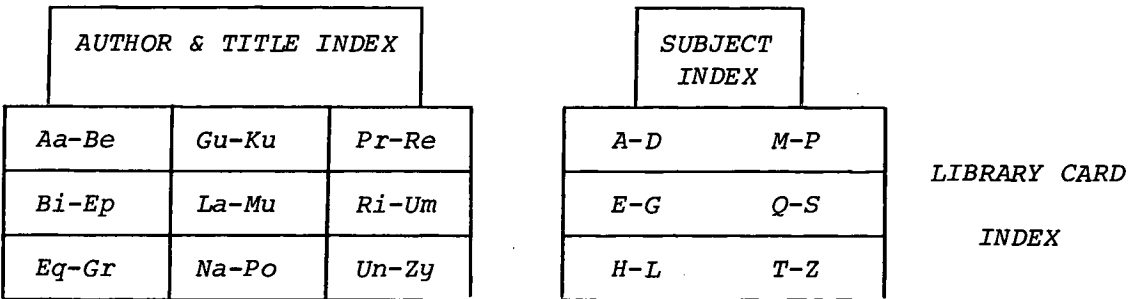 AUTHOR & TITLE INDEX
Aa-Be Gu-Ku Pr-Re
Bi-Ep La-Mu Ri-Um
Eq-Gr Na-Po Un-Zy
SUBJECT
INDEX
A-D M-P
E-G Q-S
H-L T-Z
LIBRARY CARD
INDEX